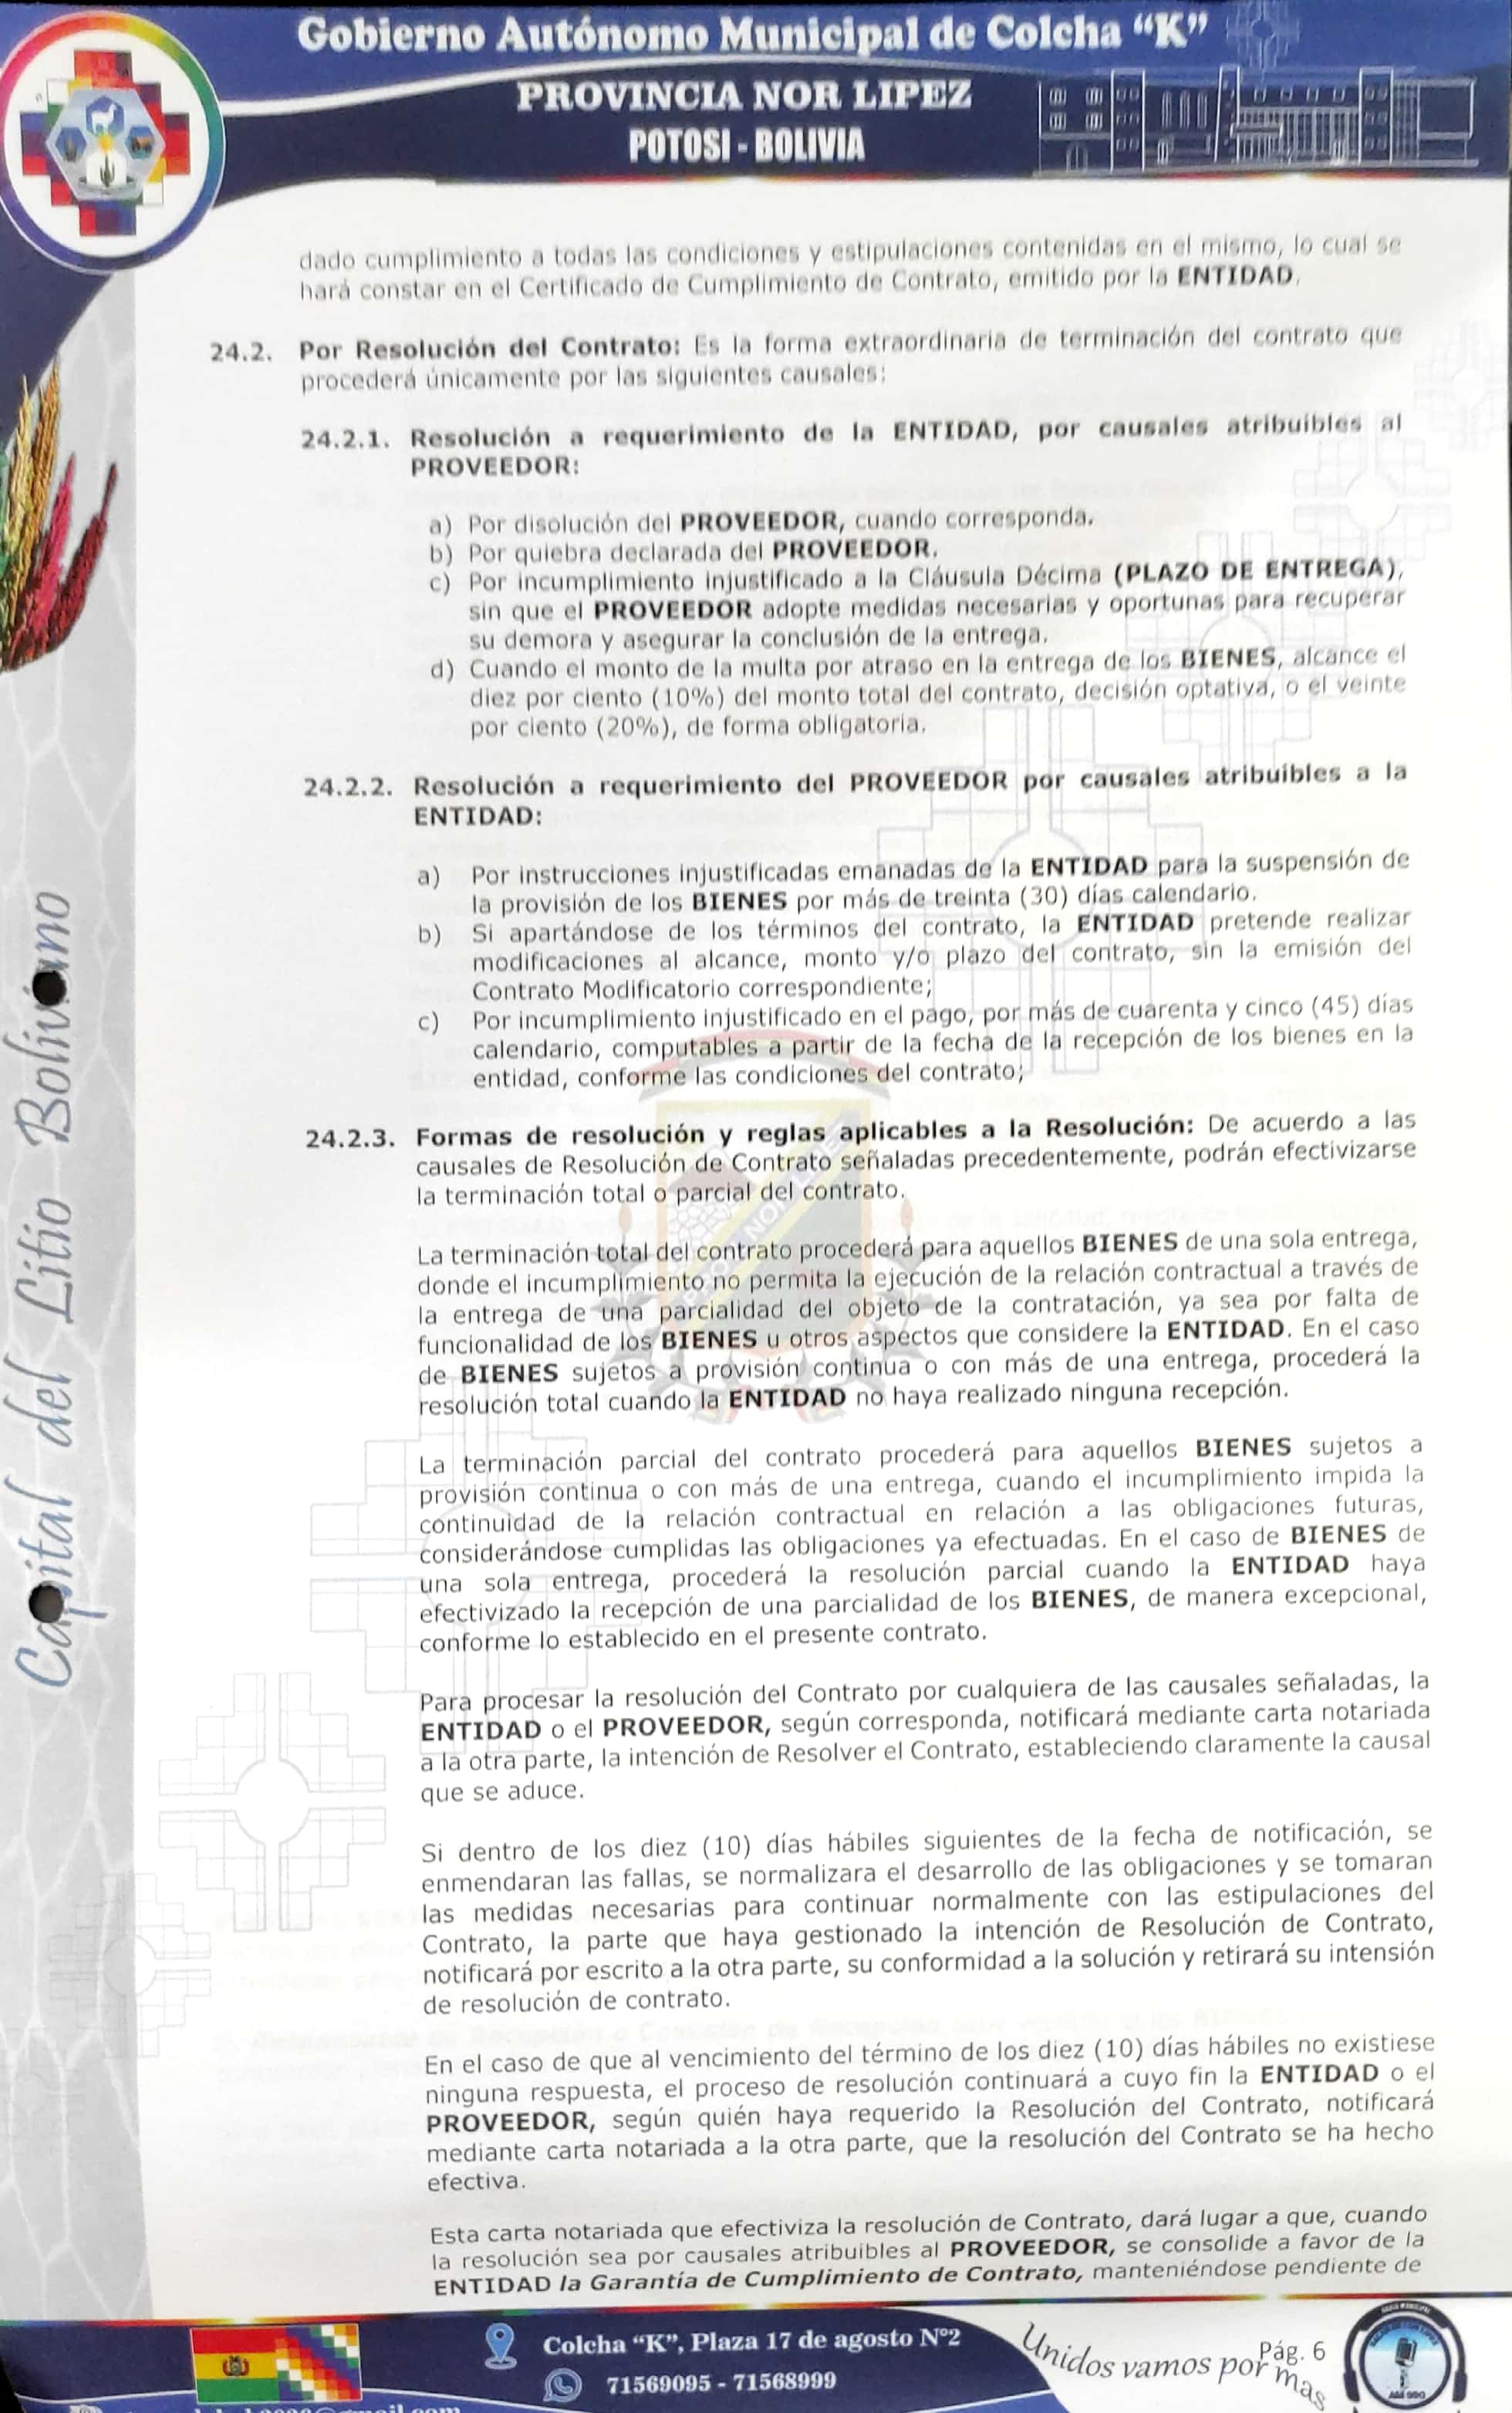 Gobierno Autónomo Municipal de Colcha “K”
PROVINCIA NOR LIPEZ
POTOSI - BOLIVIA
dado cumplimiento a todas las condiciones y estipulaciones contenidas en el mismo, lo cual se
hará constar en el Certificado de Cumplimiento de Contrato, emitido por la ENTIDAD.
24.2. Por Resolución del Contrato: Es la forma extraordinaria de terminación del contrato que
procederá únicamente por las siguientes causales:
24.2.1. Resolución a requerimiento de la ENTIDAD, por causales atribuibles al
PROVEEDOR:
a) Por disolución del PROVEEDOR, cuando corresponda.
b) Por quiebra declarada del PROVEEDOR.
c) Por incumplimiento injustificado a la Cláusula Décima (PLAZO DE ENTREGA),
sin que el PROVEEDOR adopte medidas necesarias y oportunas para recuperar
su demora y asegurar la conclusión de la entrega.
d) Cuando el monto de la multa por atraso en la entrega de los BIENES, alcance el
diez por ciento (10%) del monto total del contrato, decisión optativa, o el veinte
por ciento (20%), de forma obligatoria.
24.2.2. Resolución a requerimiento del PROVEEDOR por causales atribuibles a la
ENTIDAD:
a) Por instrucciones injustificadas emanadas de la ENTIDAD para la suspensión de
la provisión de los BIENES por más de treinta (30) días calendario.
b) Si apartándose de los términos del contrato, la ENTIDAD pretende realizar
modificaciones al alcance, monto y/o plazo del contrato, sin la emisión del
Contrato Modificatorio correspondiente;
c) Por incumplimiento injustificado en el pago, por más de cuarenta y cinco (45) días
calendario, computables a partir de la fecha de la recepción de los bienes en la
entidad, conforme las condiciones del contrato;
24.2.3. Formas de resolución y reglas aplicables a la Resolución: De acuerdo a las
causales de Resolución de Contrato señaladas precedentemente, podrán efectivizarse
la terminación total o parcial del contrato.
La terminación total del contrato procederá para aquellos BIENES de una sola entrega,
donde el incumplimiento no permita la ejecución de la relación contractual a través de
la entrega de una parcialidad del objeto de la contratación, ya sea por falta de
funcionalidad de los BIENES u otros aspectos que considere la ENTIDAD. En el caso
de BIENES sujetos a provisión continua o con más de una entrega, procederá la
resolución total cuando la ENTIDAD no haya realizado ninguna recepción.
La terminación parcial del contrato procederá para aquellos BIENES sujetos a
provisión continua o con más de una entrega, cuando el incumplimiento impida la
continuidad de la relación contractual en relación a las obligaciones futuras,
considerándose cumplidas las obligaciones ya efectuadas. En el caso de BIENES de
una sola entrega, procederá la resolución parcial cuando la ENTIDAD haya
efectivizado la recepción de una parcialidad de los BIENES, de manera excepcional,
conforme lo establecido en el presente contrato.
Para procesar la resolución del Contrato por cualquiera de las causales señaladas, la
ENTIDAD o el PROVEEDOR, según corresponda, notificará mediante carta notariada
a la otra parte, la intención de Resolver el Contrato, estableciendo claramente la causal
que se aduce.
Si dentro de los diez (10) días hábiles siguientes de la fecha de notificación, se
enmendaran las fallas, se normalizara el desarrollo de las obligaciones y se tomaran
las medidas necesarias para continuar normalmente con las estipulaciones del
Contrato, la parte que haya gestionado la intención de Resolución de Contrato,
notificará por escrito a la otra parte, su conformidad a la solución y retirará su intensión
de resolución de contrato.
En el caso de que al vencimiento del término de los diez (10) días hábiles no existiese
ninguna respuesta, el proceso de resolución continuará a cuyo fin la ENTIDAD o el
PROVEEDOR, según quién haya requerido la Resolución del Contrato, notificará
mediante carta notariada a la otra parte, que la resolución del Contrato se ha hecho
efectiva.
Esta carta notariada que efectiviza la resolución de Contrato, dará lugar a que, cuando
la resolución sea por causales atribuibles al PROVEEDOR, se consolide a favor de la
ENTIDAD la Garantía de Cumplimiento de Contrato, manteniéndose pendiente de
Capital del Litio Boliviano
Colcha “K”, Plaza 17 de agosto Nº2
71569095 - 71568999
Unidos vamos por mas
Pág. 6